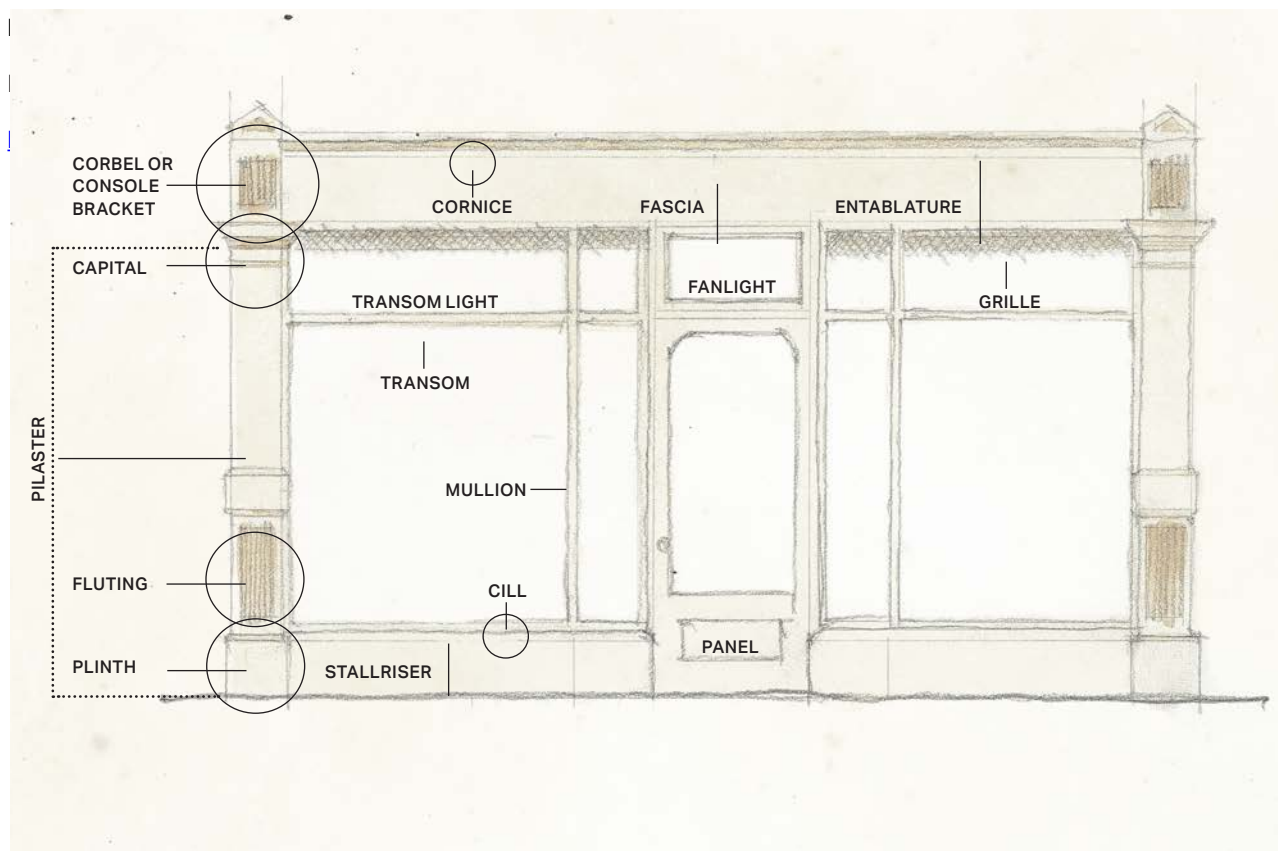 CORBEL OR
CONSOLE
BRACKET
CORNICE
FASCIA
ENTABLATURE
CAPITAL
FANLIGHT
TRANSOM LIGHT
GRILLE
TRANSOM
PILASTER
MULLION
FLUTING
CILL
PANEL
PLINTH
STALLRISER